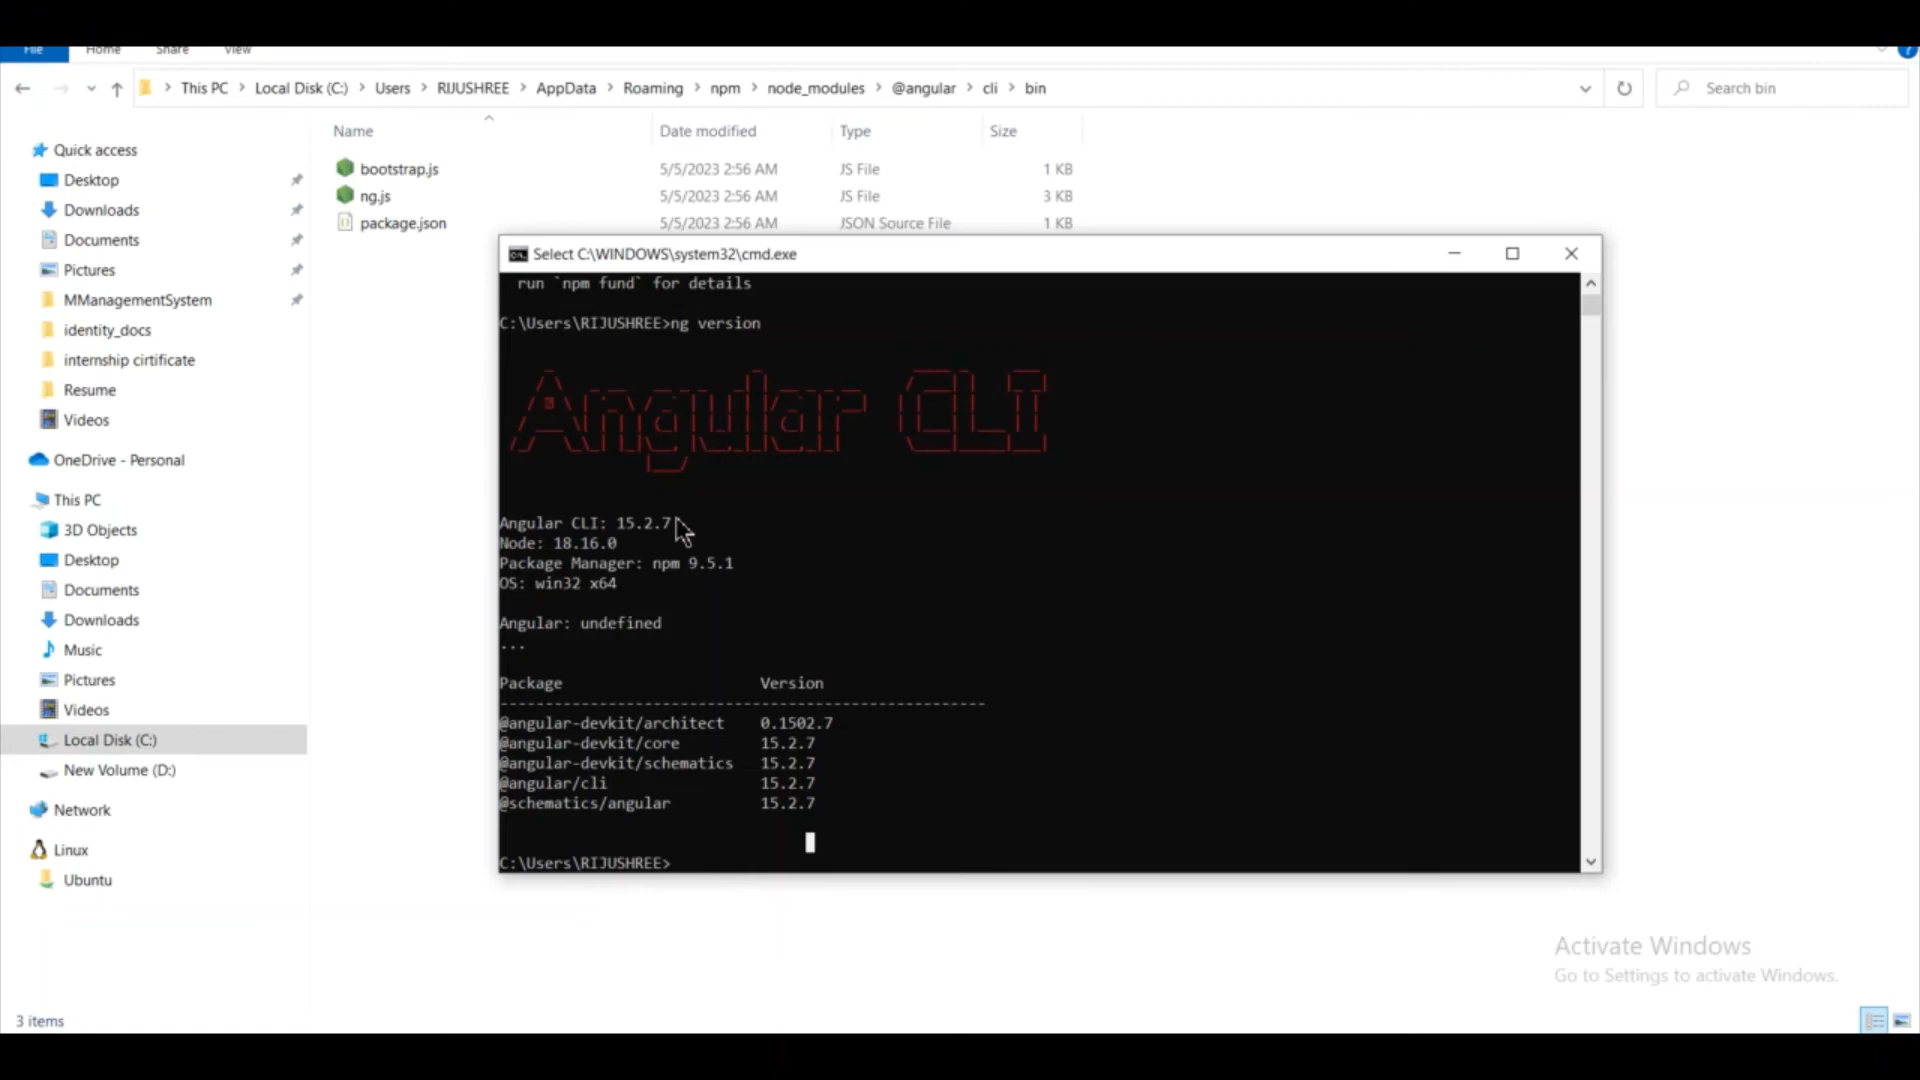 File Home Share View
This PC > Local Disk (C:) > Users > RIJUSHREE > AppData > Roaming > npm > node_modules > @angular > cli > bin
Search bin
Name Date modified Type Size
bootstrap.js 5/5/2023 2:56 AM JS File 1 KB
ng.js 5/5/2023 2:56 AM JS File 3 KB
package.json 5/5/2023 2:56 AM JSON Source File 1 KB
Quick access
Desktop
Downloads
Documents
Pictures
MManagementSystem
identity_docs
internship cirtificate
Resume
Videos
OneDrive - Personal
This PC
3D Objects
Desktop
Documents
Downloads
Music
Pictures
Videos
Local Disk (C:)
New Volume (D:)
Network
Linux
Ubuntu
3 items
Select C:\WINDOWS\system32\cmd.exe
run `npm fund` for details
C:\Users\RIJUSHREE>ng version
Angular CLI
Angular CLI: 15.2.7
Node: 18.16.0
Package Manager: npm 9.5.1
OS: win32 x64
Angular: undefined
...
Package Version
------------------------------------------------------
@angular-devkit/architect 0.1502.7
@angular-devkit/core 15.2.7
@angular-devkit/schematics 15.2.7
@angular/cli 15.2.7
@schematics/angular 15.2.7
C:\Users\RIJUSHREE>
Activate Windows
Go to Settings to activate Windows.